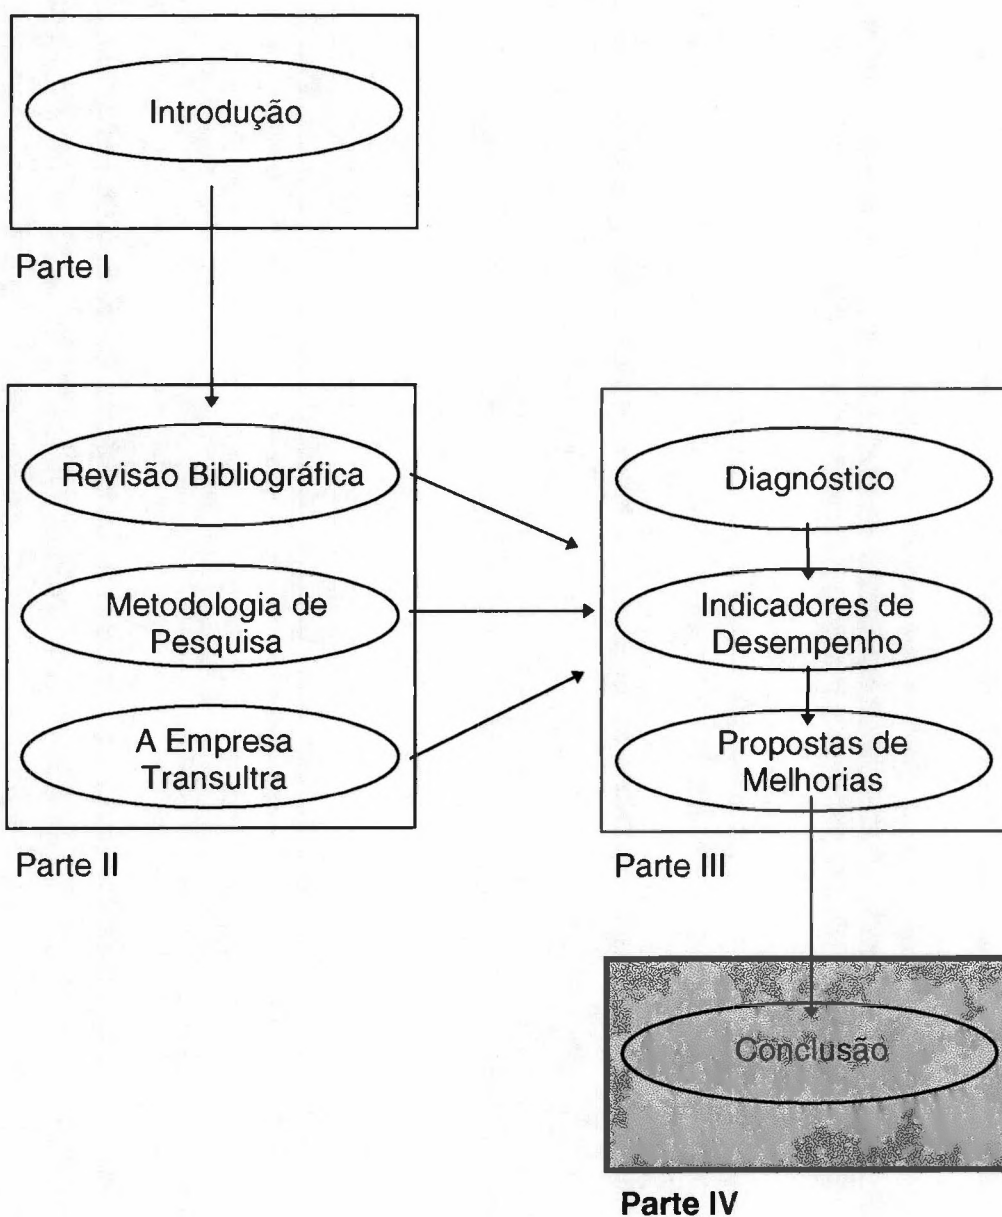 Introdução
Parte I
Revisão Bibliográfica
Metodologia de
Pesquisa
A Empresa
Transultra
Parte II
Diagnóstico
Indicadores de
Desempenho
Propostas de
Melhorias
Parte III
Conclusão
Parte IV